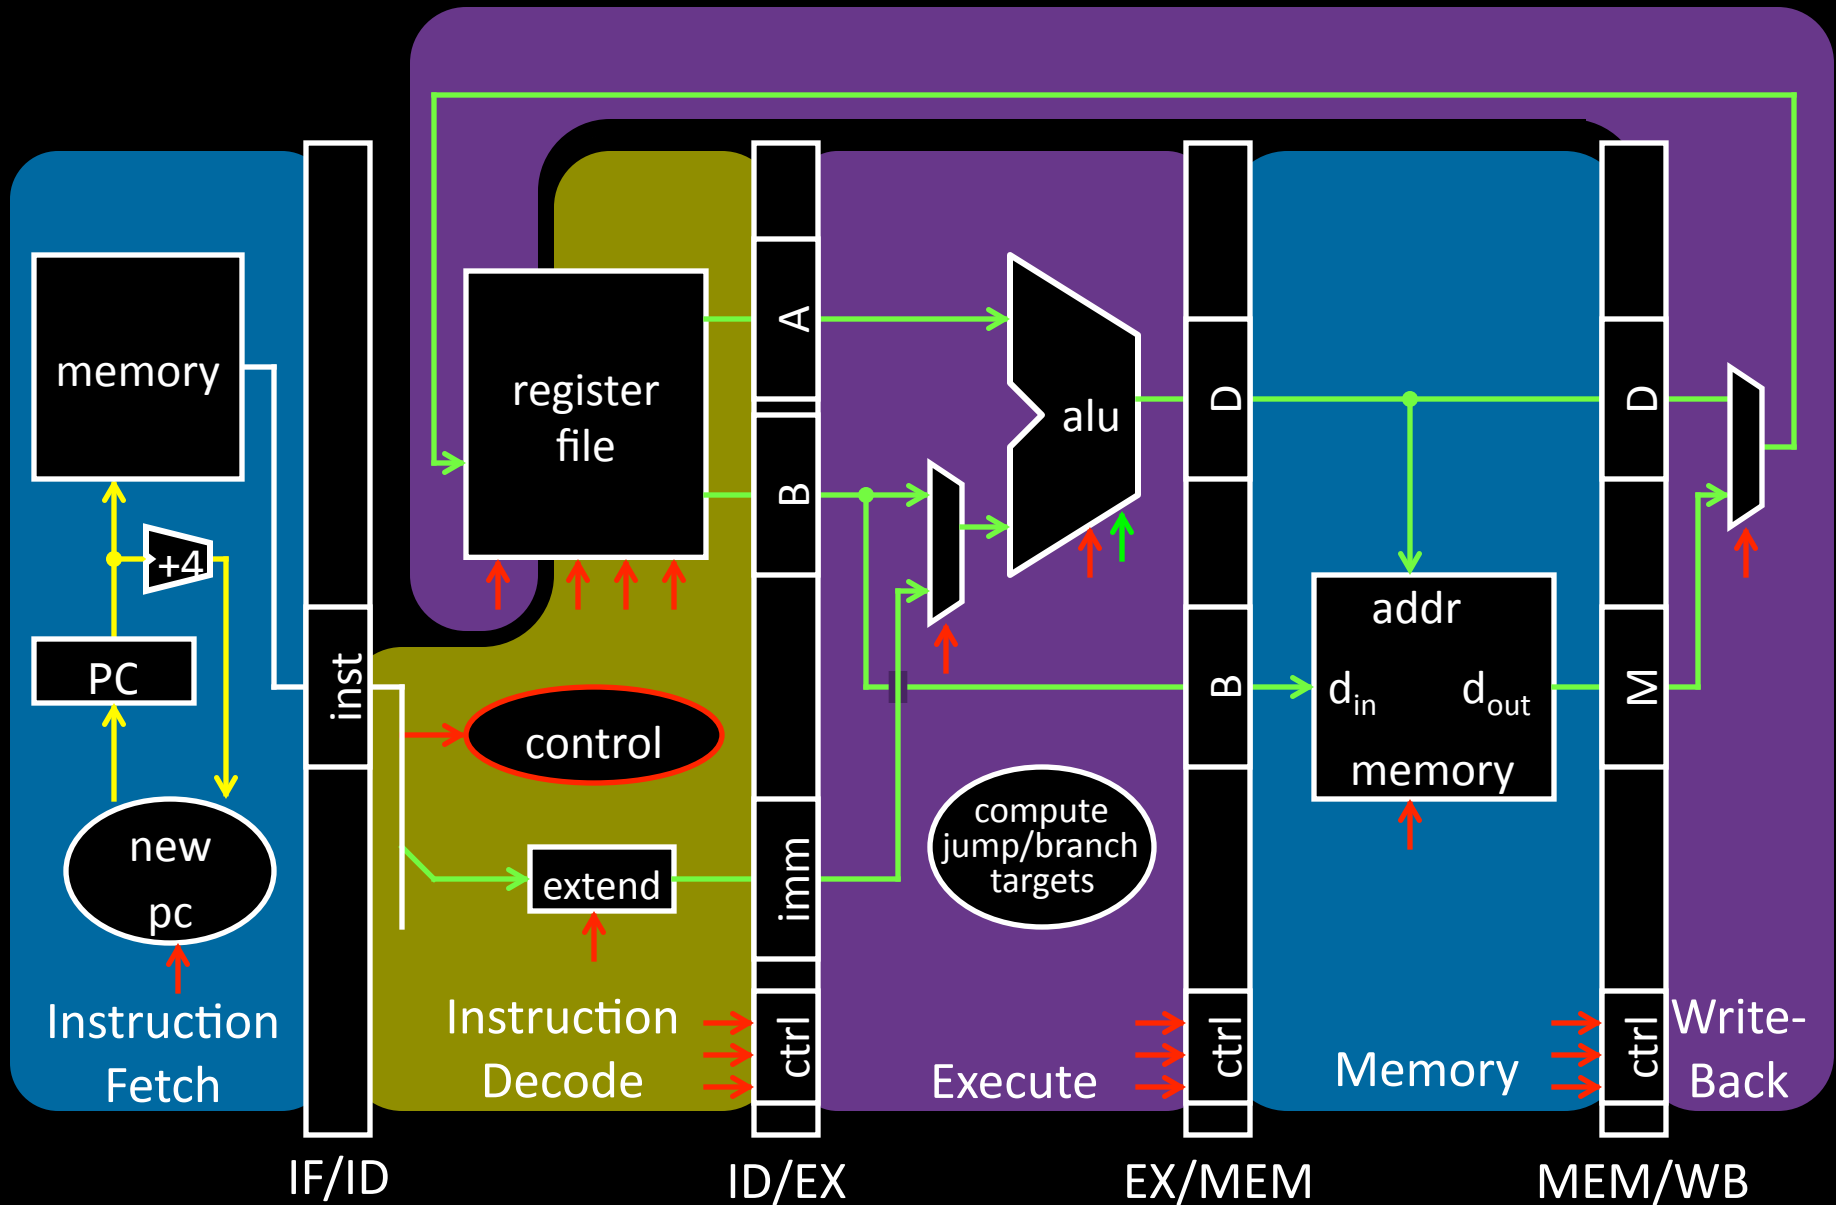 memory
+4
PC
new
pc
Instruction
Fetch
inst
IF/ID
register
file
control
extend
Instruction
Decode
A
B
imm
ctrl
ID/EX
alu
compute
jump/branch
targets
Execute
D
B
ctrl
EX/MEM
addr
din dout
memory
Memory
D
M
ctrl
MEM/WB
Write-
Back